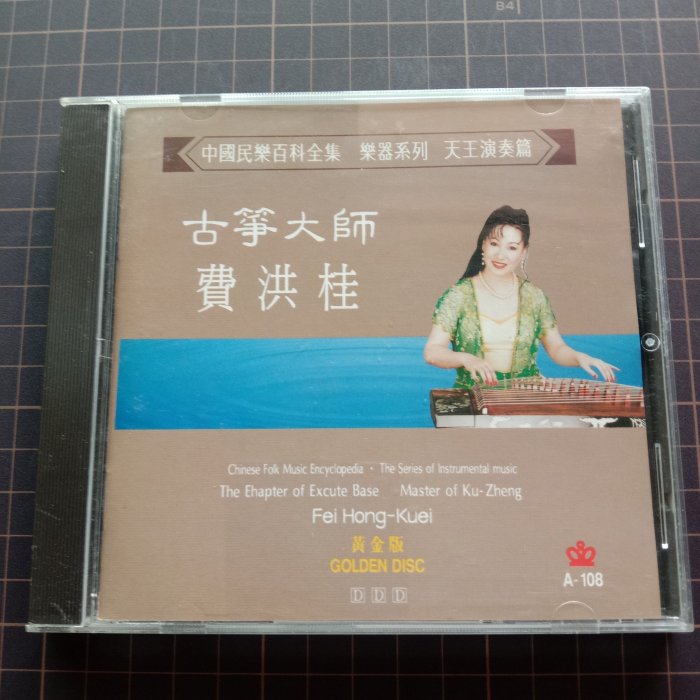 B4
中國民樂百科全集 樂器系列 天王演奏篇
古箏大師
費洪桂
Chinese Folk Music Encyclopedia · The Series of Instrumental music
The Ehapter of Excute Base Master of Ku-Zheng
Fei Hong-Kuei
黃金版
GOLDEN DISC
A-108
D D D